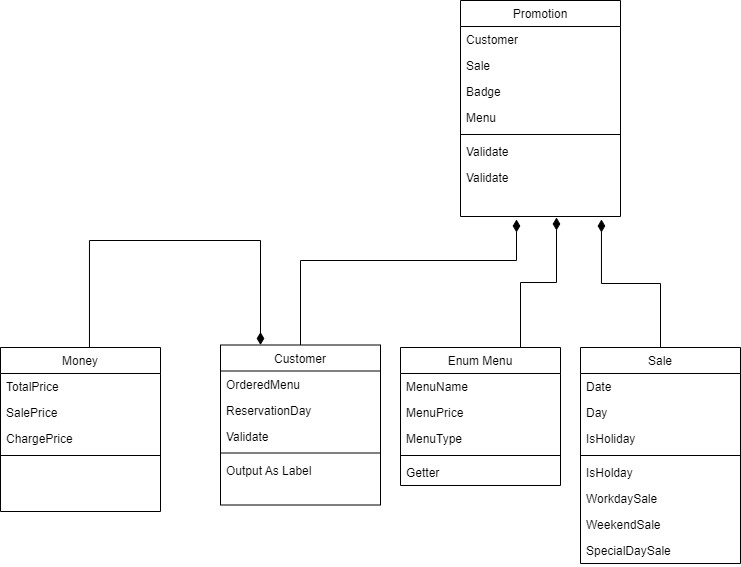 Promotion
Customer
Sale
Badge
Menu
Validate
Validate
Money
TotalPrice
SalePrice
ChargePrice
Customer
OrderedMenu
ReservationDay
Validate
Output As Label
Enum Menu
MenuName
MenuPrice
MenuType
Getter
Sale
Date
Day
IsHoliday
IsHolday
WorkdaySale
WeekendSale
SpecialDaySale